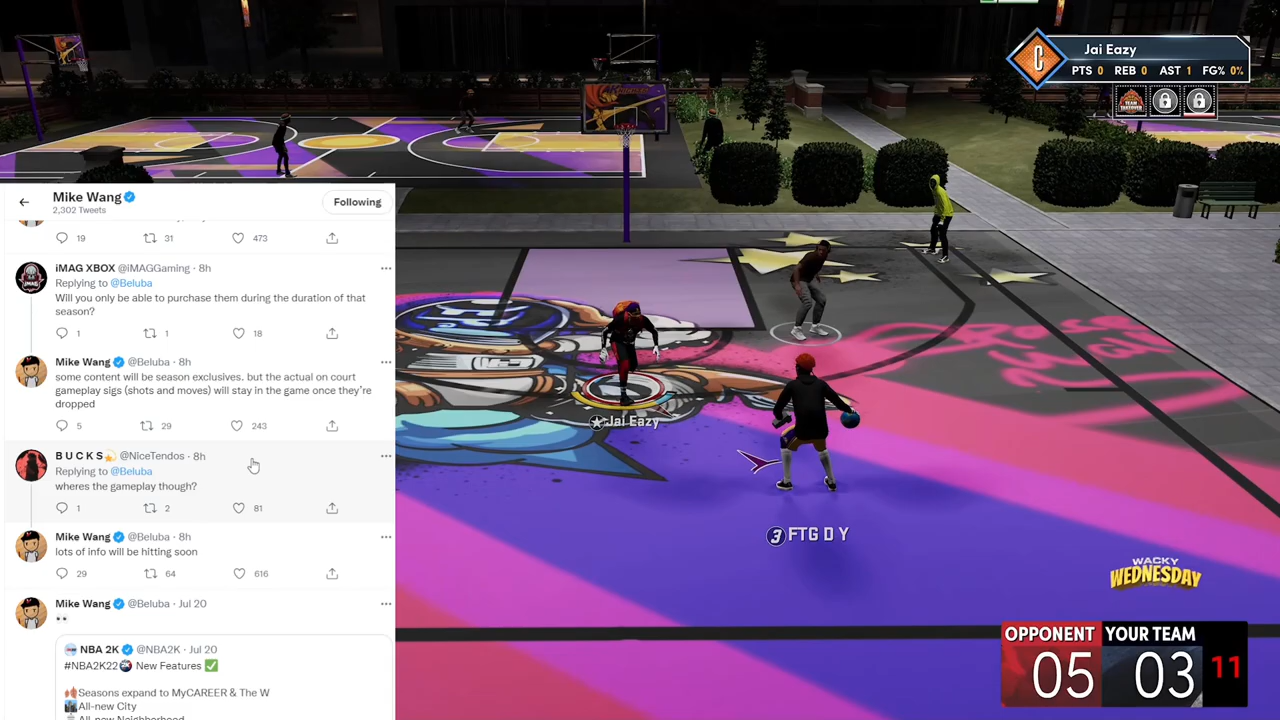 Jai Eazy
PTS 0 REB 0 AST 1 FG% 0%
Mike Wang
2,302 Tweets
Following
19 31 473
iMAG XBOX @iMAGGaming · 8h
Replying to @Beluba
Will you only be able to purchase them during the duration of that
season?
1 1 18
Mike Wang @Beluba · 8h
some content will be season exclusives. but the actual on court
gameplay sigs (shots and moves) will stay in the game once they're
dropped
5 29 243
B U C K S @NiceTendos · 8h
Replying to @Beluba
wheres the gameplay though?
1 2 81
Mike Wang @Beluba · 8h
lots of info will be hitting soon
29 64 616
Mike Wang @Beluba · Jul 20
👀
NBA 2K @NBA2K · Jul 20
#NBA2K22 New Features ✅
Seasons expand to MyCAREER & The W
All-new City
All-new Neighborhood
Jai Eazy
3 FTG D Y
WACKY
WEDNESDAY
OPPONENT YOUR TEAM
05 03 11